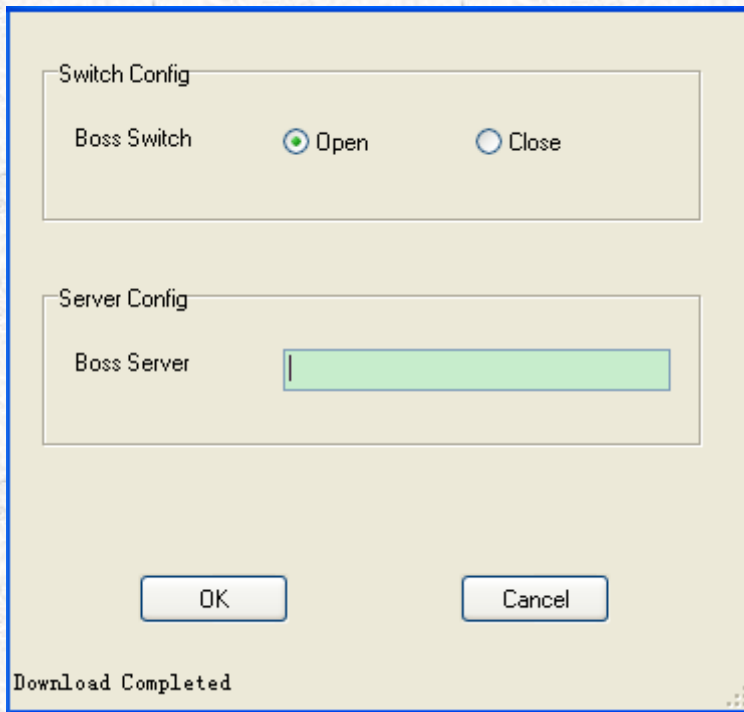 Switch Config
Boss Switch Open Close
Server Config
Boss Server
OK Cancel
Download Completed